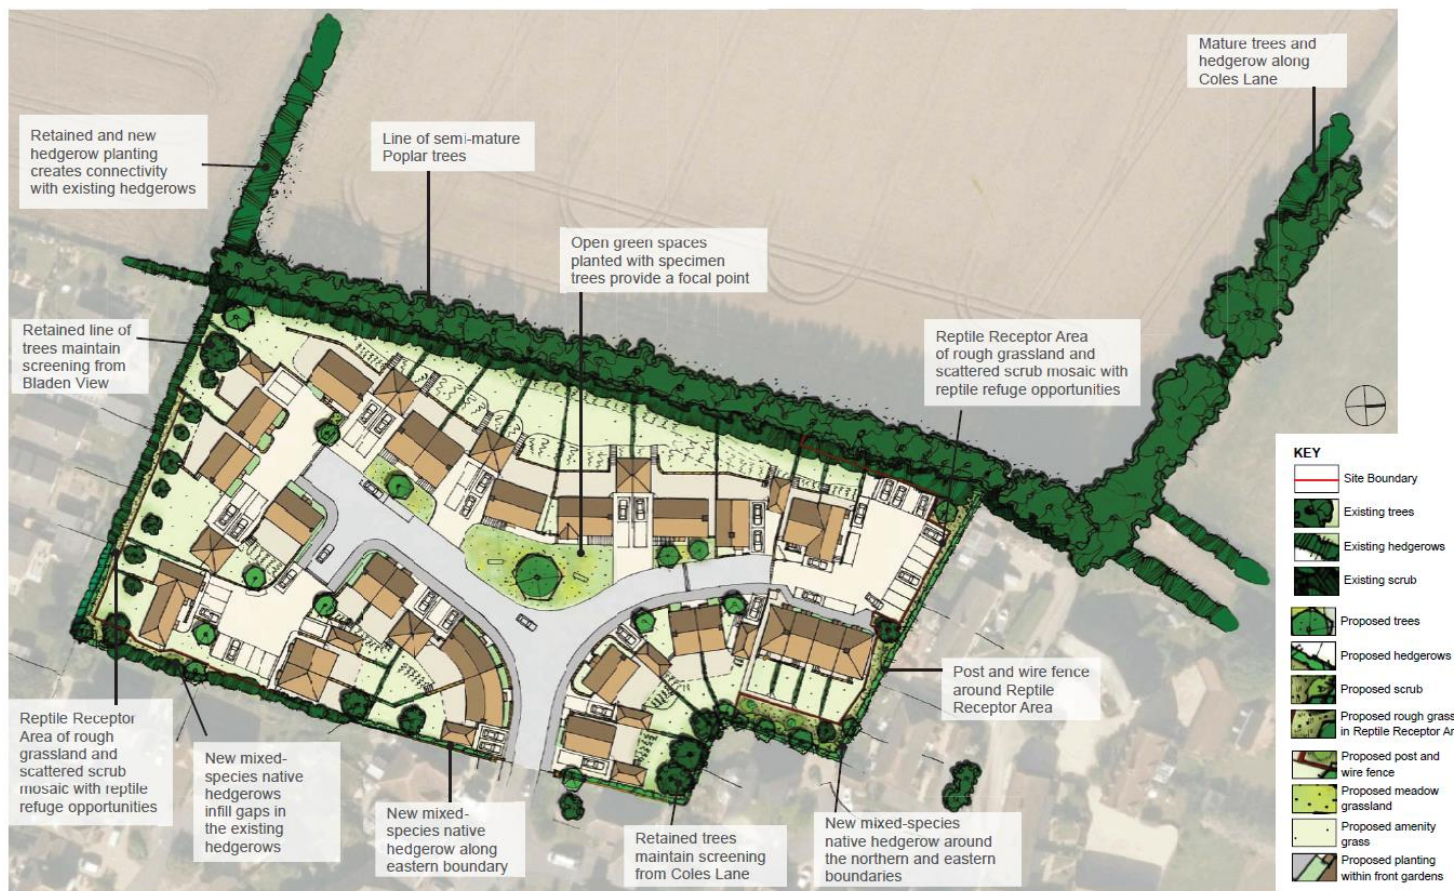 Mature trees and
hedgerow along
Coles Lane
Retained and new
hedgerow planting
creates connectivity
with existing hedgerows
Line of semi-mature
Poplar trees
Open green spaces
planted with specimen
trees provide a focal point
Retained line of
trees maintain
screening from
Bladen View
Reptile Receptor Area
of rough grassland and
scattered scrub mosaic with
reptile refuge opportunities
KEY
Site Boundary
Existing trees
Existing hedgerows
Existing scrub
Proposed trees
Proposed hedgerows
Proposed scrub
Proposed rough grass
in Reptile Receptor Ar
Proposed post and
wire fence
Proposed meadow
grassland
Proposed amenity
grass
Proposed planting
within front gardens
Post and wire fence
around Reptile
Receptor Area
Reptile Receptor
Area of rough
grassland and
scattered scrub
mosaic with reptile
refuge opportunities
New mixed-
species native
hedgerows
infill gaps in
the existing
hedgerows
New mixed-
species native
hedgerow along
eastern boundary
Retained trees
maintain screening
from Coles Lane
New mixed-species
native hedgerow around
the northern and eastern
boundaries